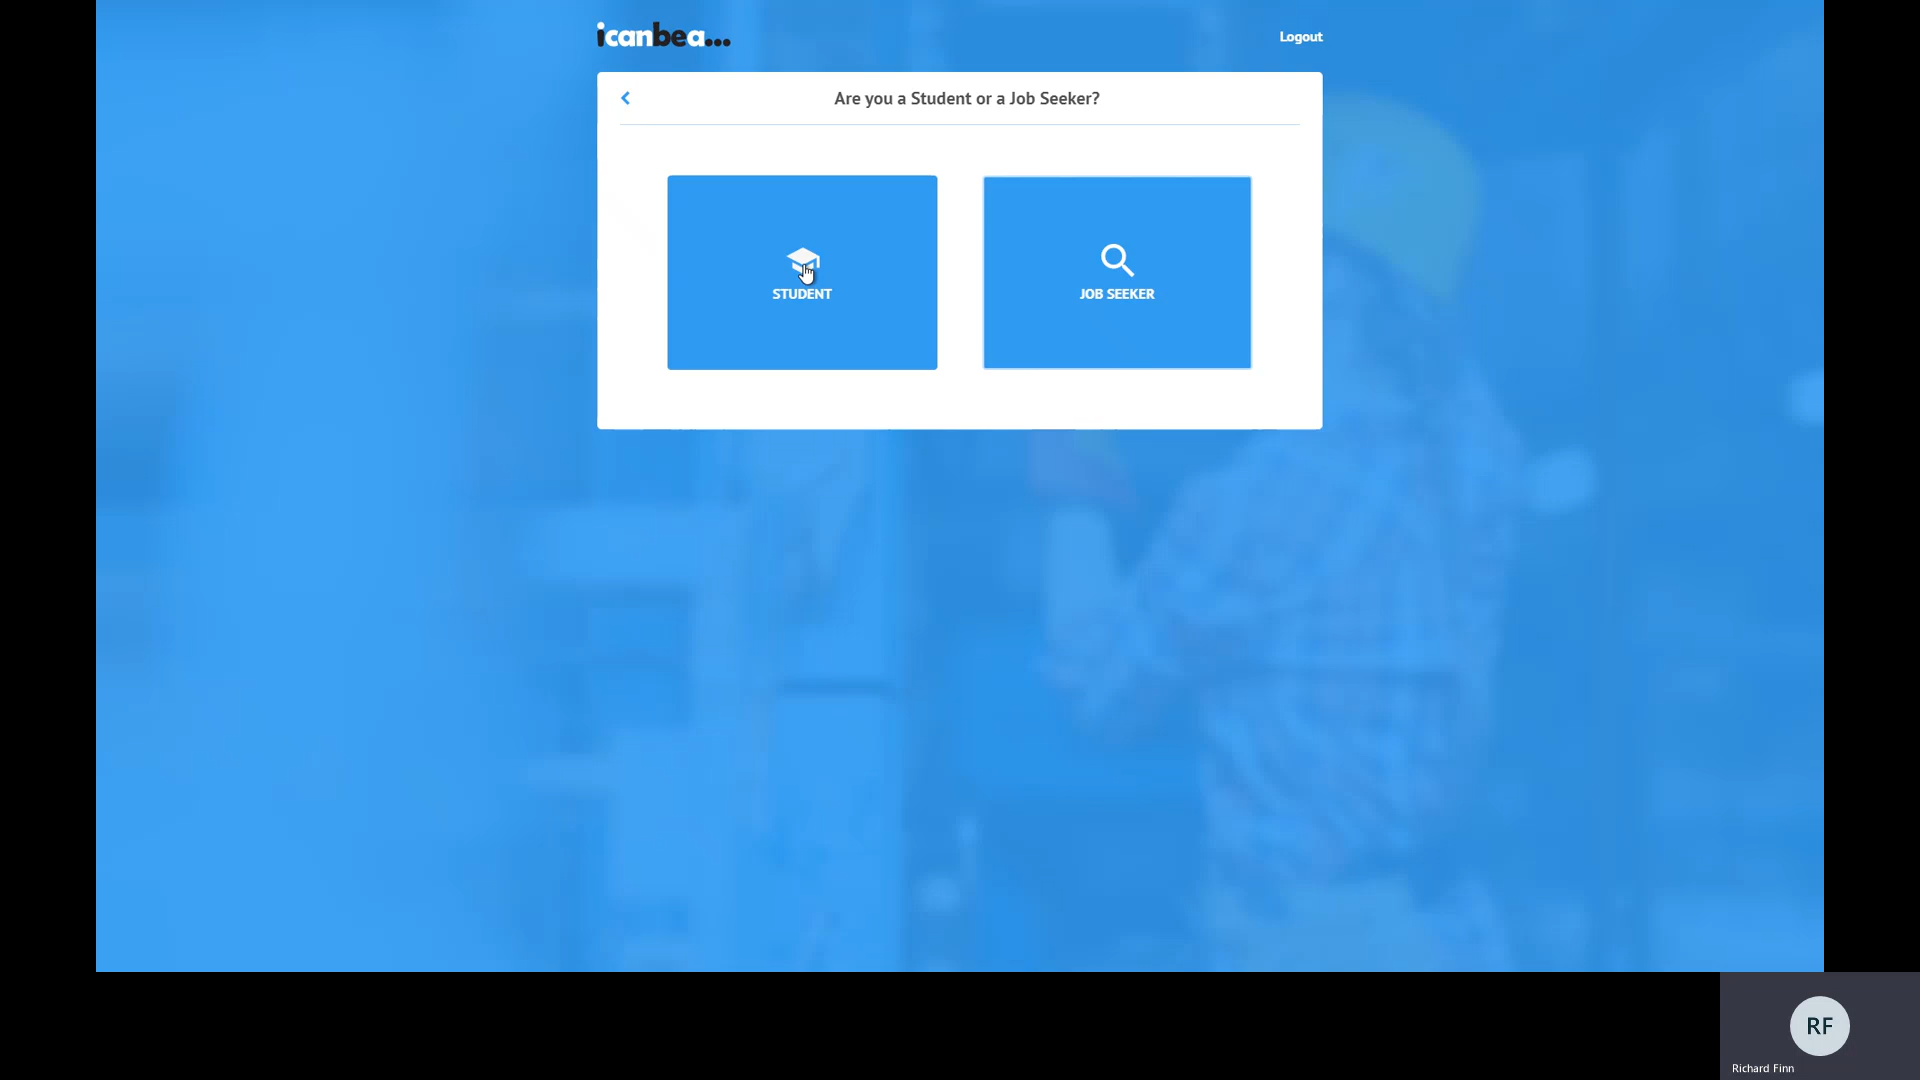 icanbea...
Logout
Are you a Student or a Job Seeker?
STUDENT
JOB SEEKER
RF
Richard Finn